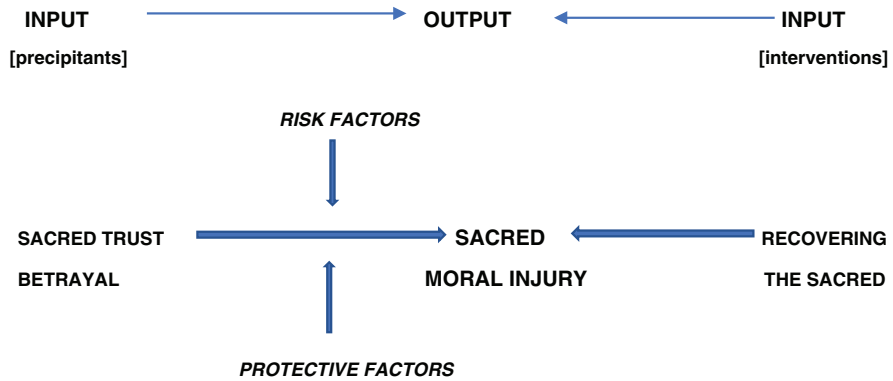 INPUT OUTPUT INPUT
[precipitants] [interventions]
RISK FACTORS
SACRED TRUST SACRED RECOVERING
BETRAYAL MORAL INJURY THE SACRED
PROTECTIVE FACTORS